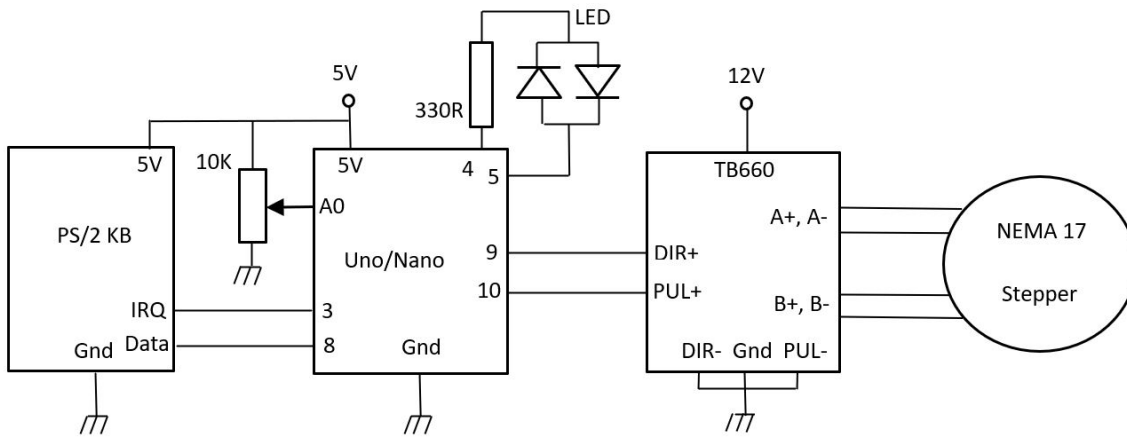 LED
5V
12V
330R
5V
10K
5V
4
5
TB660
A0
A+, A-
PS/2 KB
Uno/Nano
9
DIR+
NEMA 17
10
PUL+
Stepper
IRQ
3
B+, B-
Gnd
Data
8
Gnd
DIR- Gnd PUL-